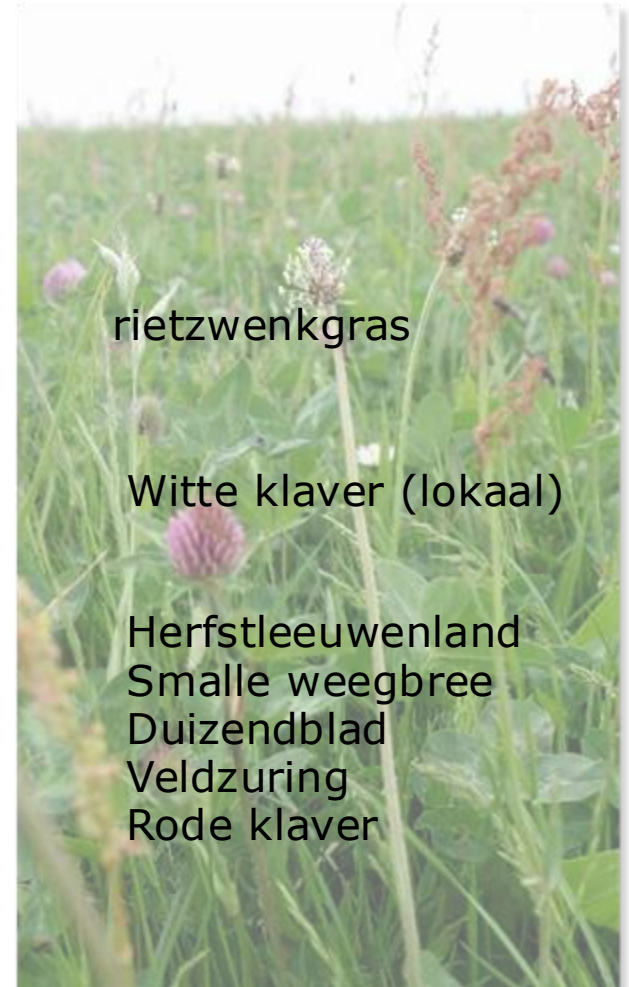 rietzwenkgras
Witte klaver (lokaal)
Herfstleeuwenland
Smalle weegbree
Duizendblad
Veldzuring
Rode klaver